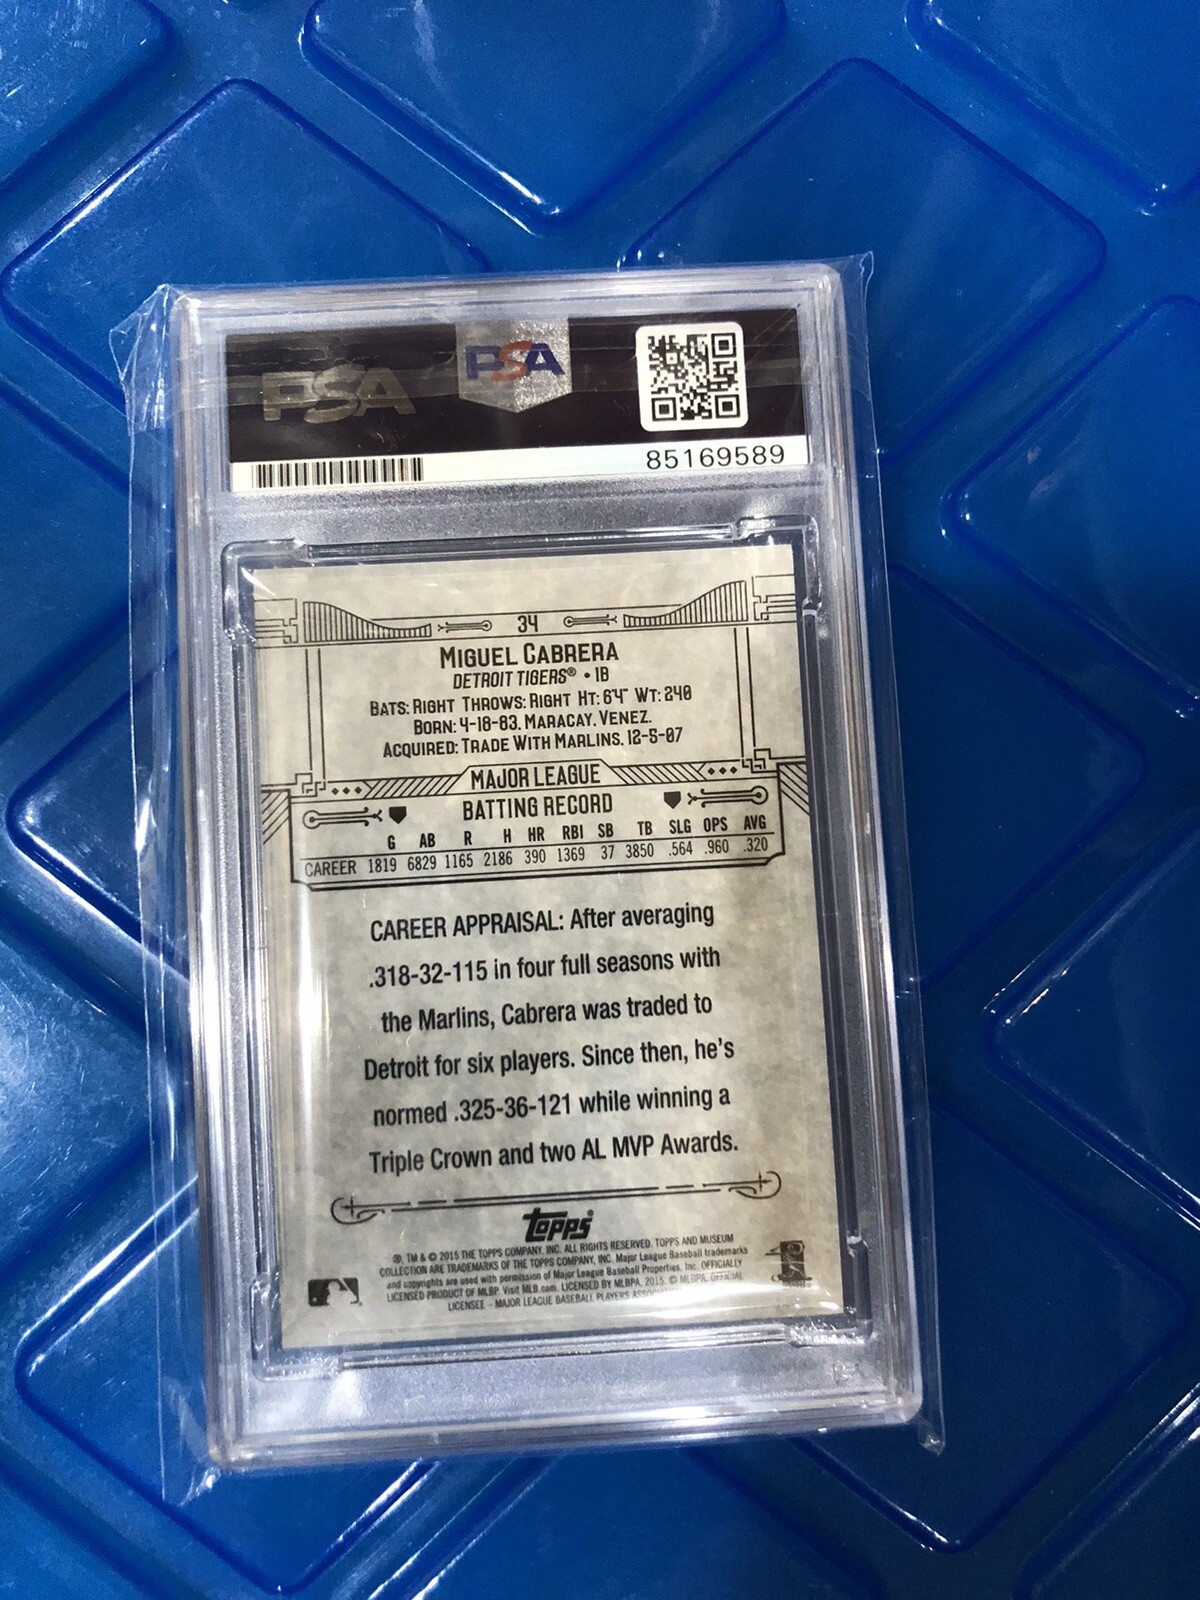 PSA
PSA
85169589
34
MIGUEL CABRERA
DETROIT TIGERS® • 1B
BATS: RIGHT THROWS: RIGHT HT: 6'4" WT: 240
BORN: 4-18-83, MARACAY, VENEZ.
ACQUIRED: TRADE WITH MARLINS, 12-5-07
MAJOR LEAGUE
BATTING RECORD
G AB R H HR RBI SB TB SLG OPS AVG
CAREER 1819 6829 1165 2186 390 1369 37 3850 .564 .960 .320
CAREER APPRAISAL: After averaging
.318-32-115 in four full seasons with
the Marlins, Cabrera was traded to
Detroit for six players. Since then, he's
normed .325-36-121 while winning a
Triple Crown and two AL MVP Awards.
Topps
®, TM & © 2015 THE TOPPS COMPANY, INC. ALL RIGHTS RESERVED. TOPPS AND MUSEUM
COLLECTION ARE TRADEMARKS OF THE TOPPS COMPANY, INC. Major League Baseball trademarks
and copyrights are used with permission of Major League Baseball Properties, Inc. OFFICIALLY
LICENSED PRODUCT OF MLBP. Visit MLB.com. LICENSED BY MLBPA, 2015. © MLBPA. OFFICIAL
LICENSEE – MAJOR LEAGUE BASEBALL PLAYERS